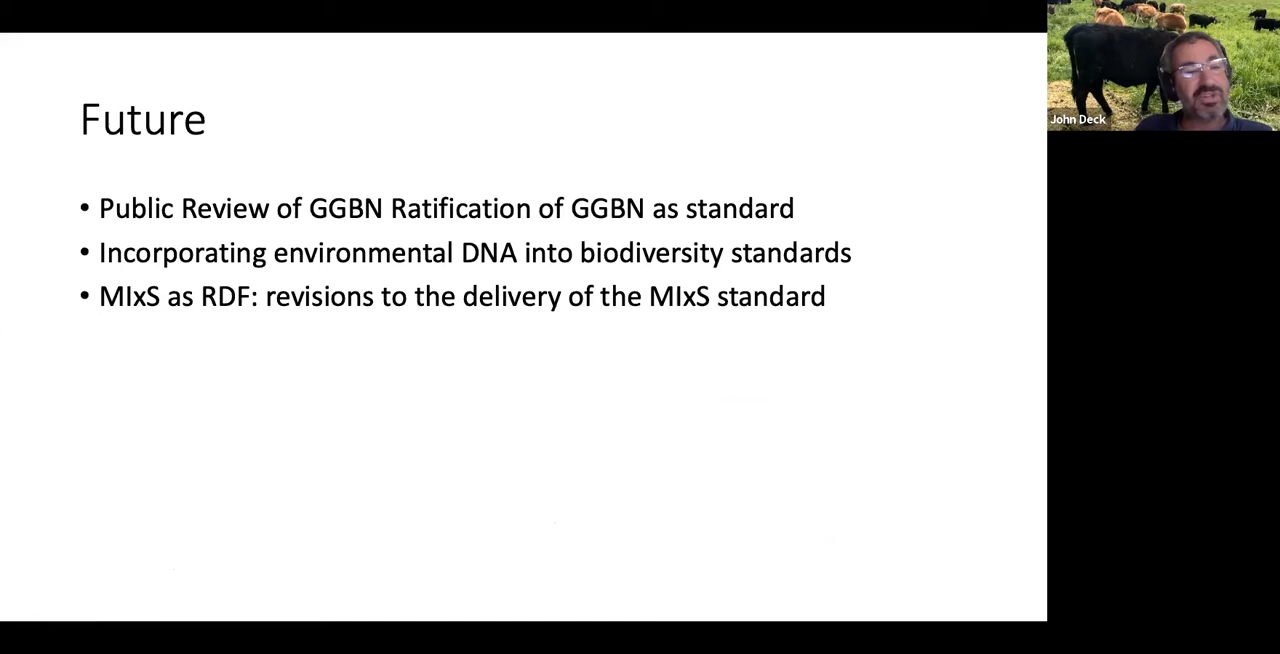 Future
• Public Review of GGBN Ratification of GGBN as standard
• Incorporating environmental DNA into biodiversity standards
• MIxS as RDF: revisions to the delivery of the MIxS standard
John Deck